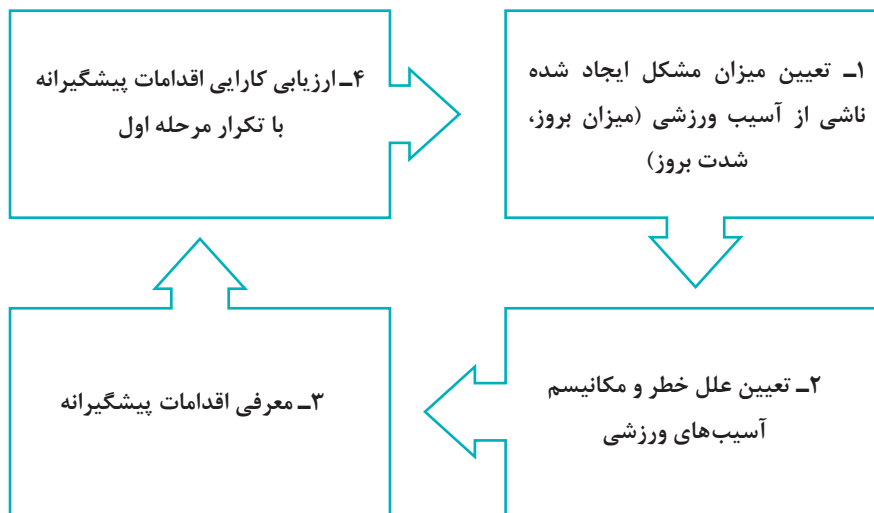 ۱ـ تعیین میزان مشکل ایجاد شده
ناشی از آسیب ورزشی (میزان بروز،
شدت بروز)
۲ـ تعیین علل خطر و مکانیسم
آسیب‌های ورزشی
۳ـ معرفی اقدامات پیشگیرانه
۴ـ ارزیابی کارایی اقدامات پیشگیرانه
با تکرار مرحله اول